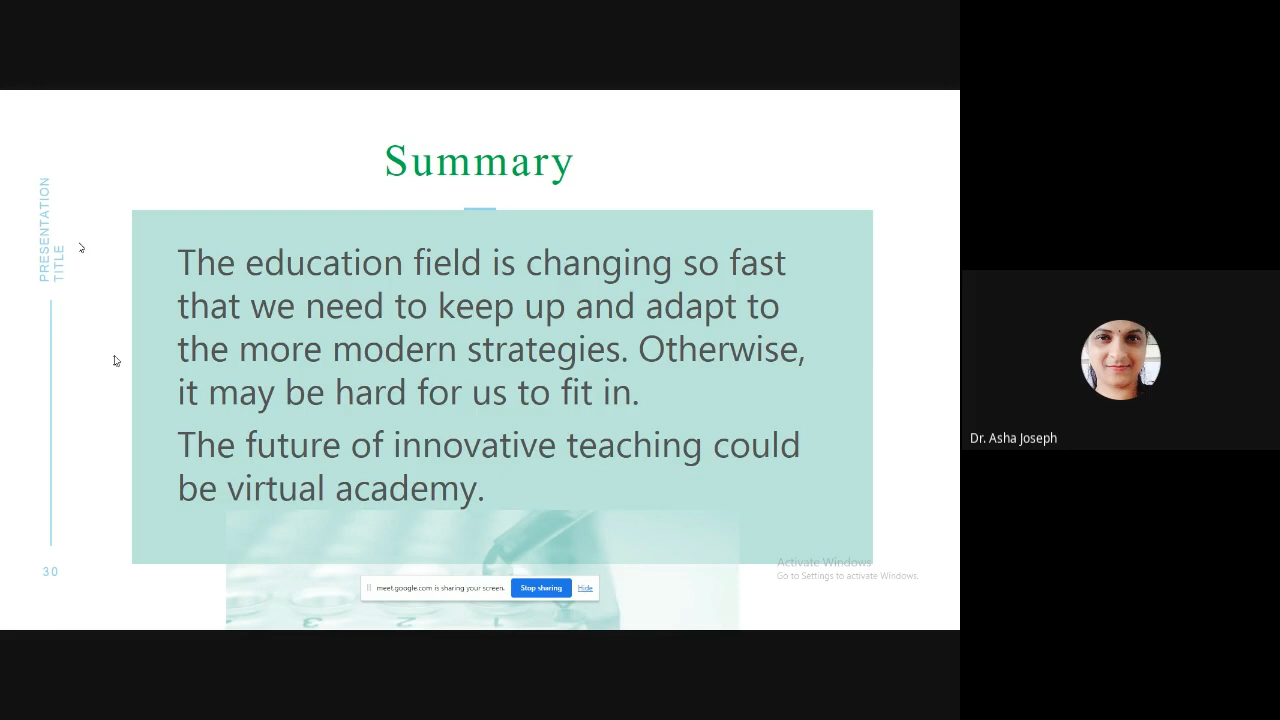 Summary
PRESENTATION
TITLE
The education field is changing so fast
that we need to keep up and adapt to
the more modern strategies. Otherwise,
it may be hard for us to fit in.
The future of innovative teaching could
be virtual academy.
30
Activate Windows
Go to Settings to activate Windows.
meet.google.com is sharing your screen.
Stop sharing
Hide
3 2 1
Dr. Asha Joseph